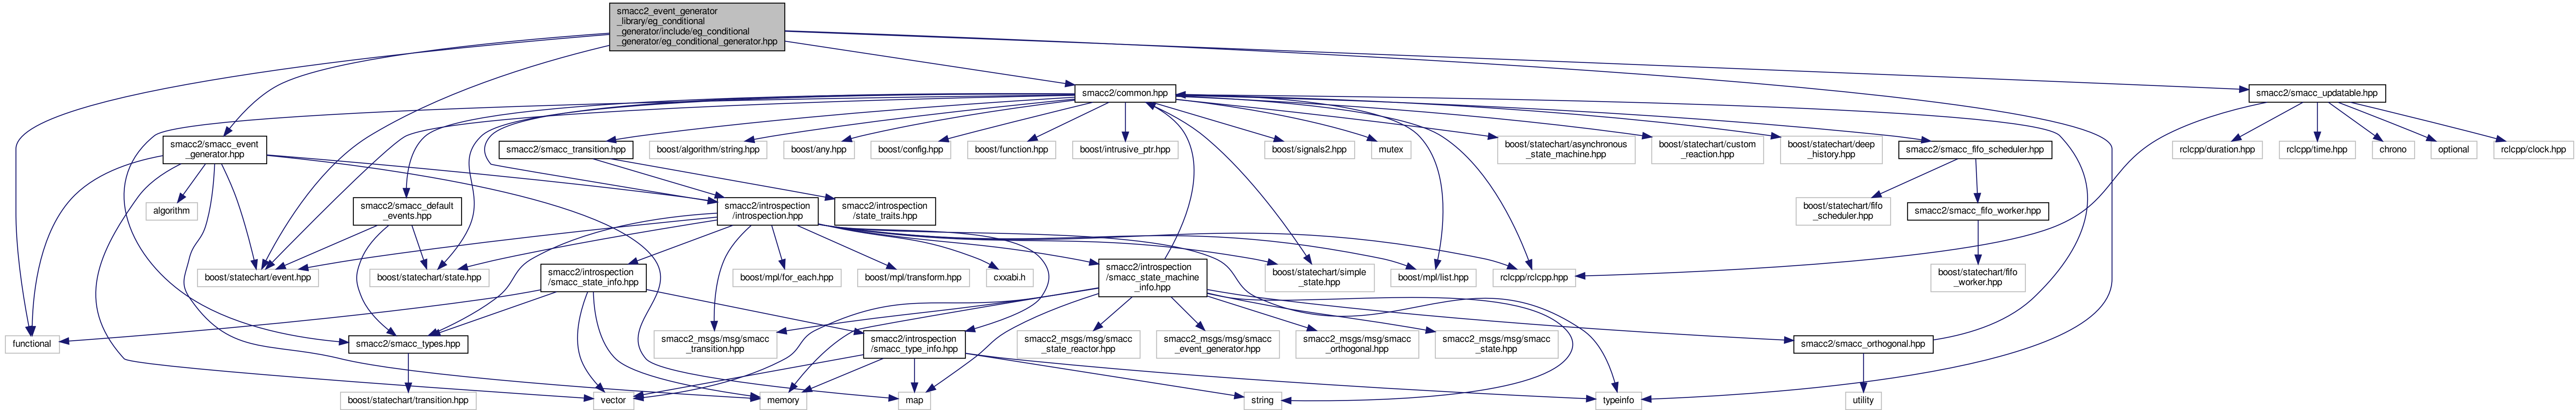 smacc2_event_generator
_library/eg_conditional
_generator/include/eg_conditional
_generator/eg_conditional_generator.hpp
smacc2/common.hpp
smacc2/smacc_updatable.hpp
smacc2/smacc_event
_generator.hpp
smacc2/smacc_transition.hpp
boost/algorithm/string.hpp
boost/any.hpp
boost/config.hpp
boost/function.hpp
boost/intrusive_ptr.hpp
boost/signals2.hpp
mutex
boost/statechart/asynchronous
_state_machine.hpp
boost/statechart/custom
_reaction.hpp
boost/statechart/deep
_history.hpp
smacc2/smacc_fifo_scheduler.hpp
rclcpp/duration.hpp
rclcpp/time.hpp
chrono
optional
rclcpp/clock.hpp
algorithm
smacc2/smacc_default
_events.hpp
smacc2/introspection
/introspection.hpp
smacc2/introspection
/state_traits.hpp
boost/statechart/fifo
_scheduler.hpp
smacc2/smacc_fifo_worker.hpp
boost/statechart/event.hpp
boost/statechart/state.hpp
smacc2/introspection
/smacc_state_info.hpp
boost/mpl/for_each.hpp
boost/mpl/transform.hpp
cxxabi.h
smacc2/introspection
/smacc_state_machine
_info.hpp
boost/statechart/simple
_state.hpp
boost/mpl/list.hpp
rclcpp/rclcpp.hpp
boost/statechart/fifo
_worker.hpp
functional
smacc2/smacc_types.hpp
smacc2_msgs/msg/smacc
_transition.hpp
smacc2/introspection
/smacc_type_info.hpp
smacc2_msgs/msg/smacc
_state_reactor.hpp
smacc2_msgs/msg/smacc
_event_generator.hpp
smacc2_msgs/msg/smacc
_orthogonal.hpp
smacc2_msgs/msg/smacc
_state.hpp
smacc2/smacc_orthogonal.hpp
boost/statechart/transition.hpp
vector
memory
map
string
typeinfo
utility